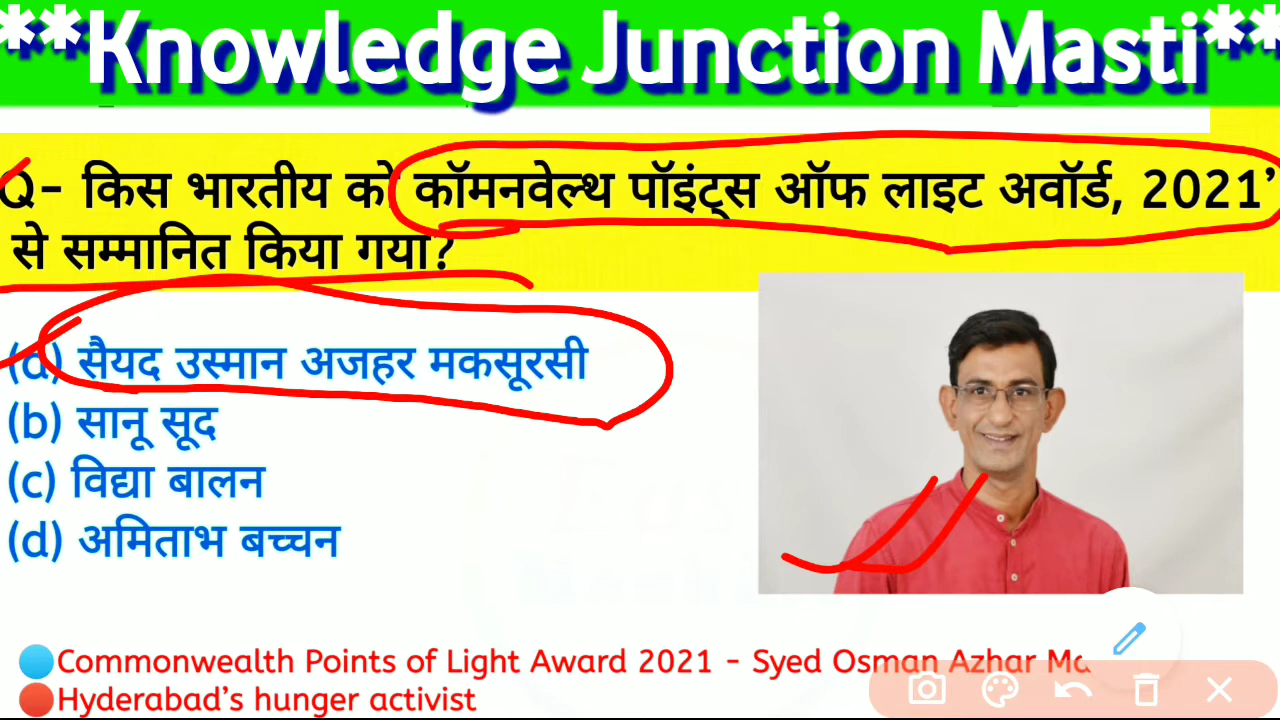 **Knowledge Junction Masti**
Q- किस भारतीय को कॉमनवेल्थ पॉइंट्स ऑफ लाइट अवॉर्ड, 2021’
से सम्मानित किया गया?
(a) सैयद उस्मान अजहर मकसूरसी
(b) सानू सूद
(c) विद्या बालन
(d) अमिताभ बच्चन
Commonwealth Points of Light Award 2021 - Syed Osman Azhar
Hyderabad’s hunger activist